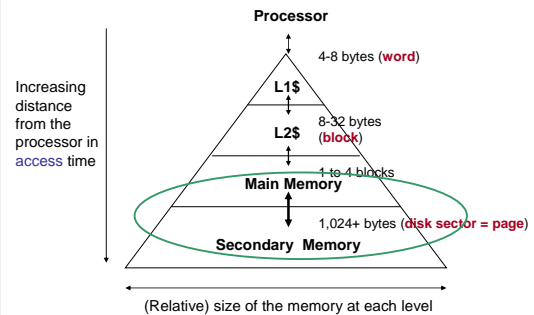 Processor
4-8 bytes (word)
Increasing
distance
from the
processor in
access time
L1$
8-32 bytes
(block)
L2$
1 to 4 blocks
Main Memory
1,024+ bytes (disk sector = page)
Secondary Memory
(Relative) size of the memory at each level